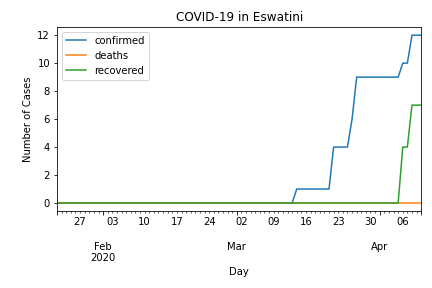 COVID-19 in Eswatini
confirmed
deaths
recovered
Number of Cases
12
10
8
6
4
2
0
27 03 10 17 24 02 09 16 23 30 06
Feb Mar Apr
2020
Day